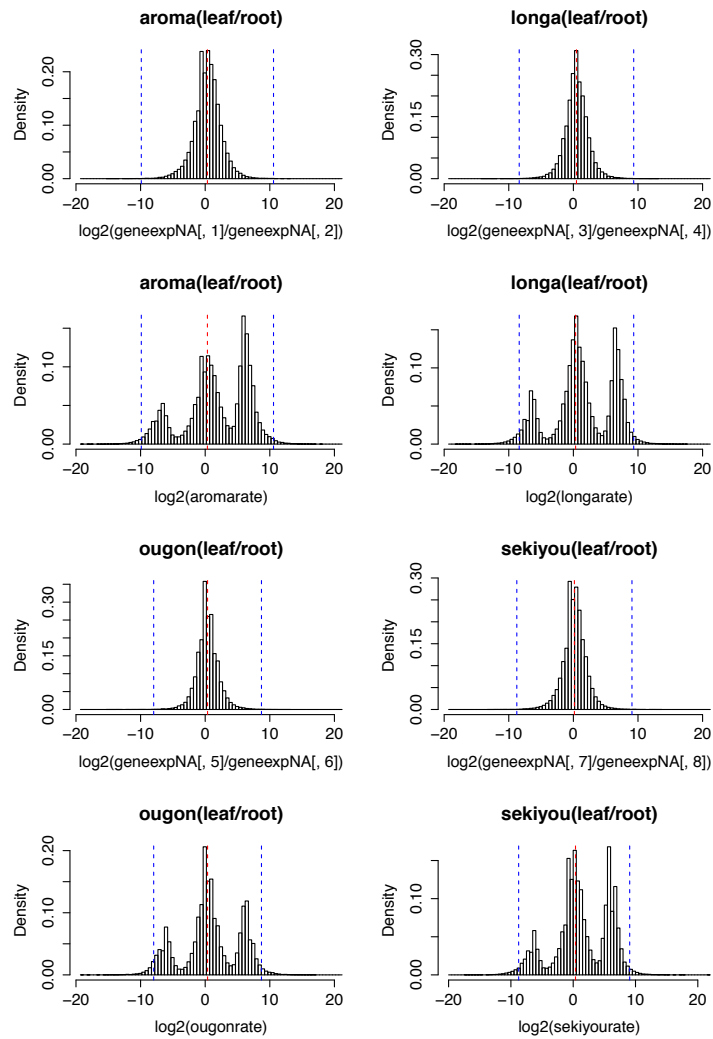 aroma(leaf/root)
Density
0.00 0.10 0.20
−20 −10 0 10 20
log2(geneexpNA[, 1]/geneexpNA[, 2])
longa(leaf/root)
Density
0.00 0.15 0.30
−20 −10 0 10 20
log2(geneexpNA[, 3]/geneexpNA[, 4])
aroma(leaf/root)
Density
0.00 0.10
−20 −10 0 10 20
log2(aromarate)
longa(leaf/root)
Density
0.00 0.10
−20 −10 0 10 20
log2(longarate)
ougon(leaf/root)
Density
0.00 0.15 0.30
−20 −10 0 10 20
log2(geneexpNA[, 5]/geneexpNA[, 6])
sekiyou(leaf/root)
Density
0.00 0.15 0.30
−20 −10 0 10 20
log2(geneexpNA[, 7]/geneexpNA[, 8])
ougon(leaf/root)
Density
0.00 0.10 0.20
−20 −10 0 10 20
log2(ougonrate)
sekiyou(leaf/root)
Density
0.00 0.10
−20 −10 0 10 20
log2(sekiyourate)